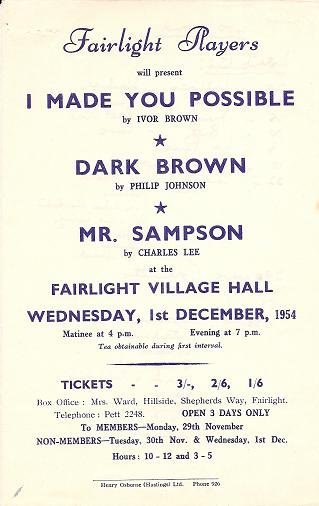 Fairlight Players
will present
I MADE YOU POSSIBLE
by IVOR BROWN
DARK BROWN
by PHILIP JOHNSON
MR. SAMPSON
by CHARLES LEE
at the
FAIRLIGHT VILLAGE HALL
WEDNESDAY, 1st DECEMBER, 1954
Matinee at 4 p.m. Evening at 7 p.m.
Tea obtainable during first interval.
TICKETS - - 3/-, 2/6, 1/6
Box Office : Mrs. Ward, Hillside, Shepherds Way, Fairlight.
Telephone : Pett 2248. OPEN 3 DAYS ONLY
To MEMBERS—Monday, 29th November
NON-MEMBERS—Tuesday, 30th Nov. & Wednesday, 1st Dec.
Hours : 10 - 12 and 3 - 5
Henry Osborne (Hastings) Ltd. Phone 926